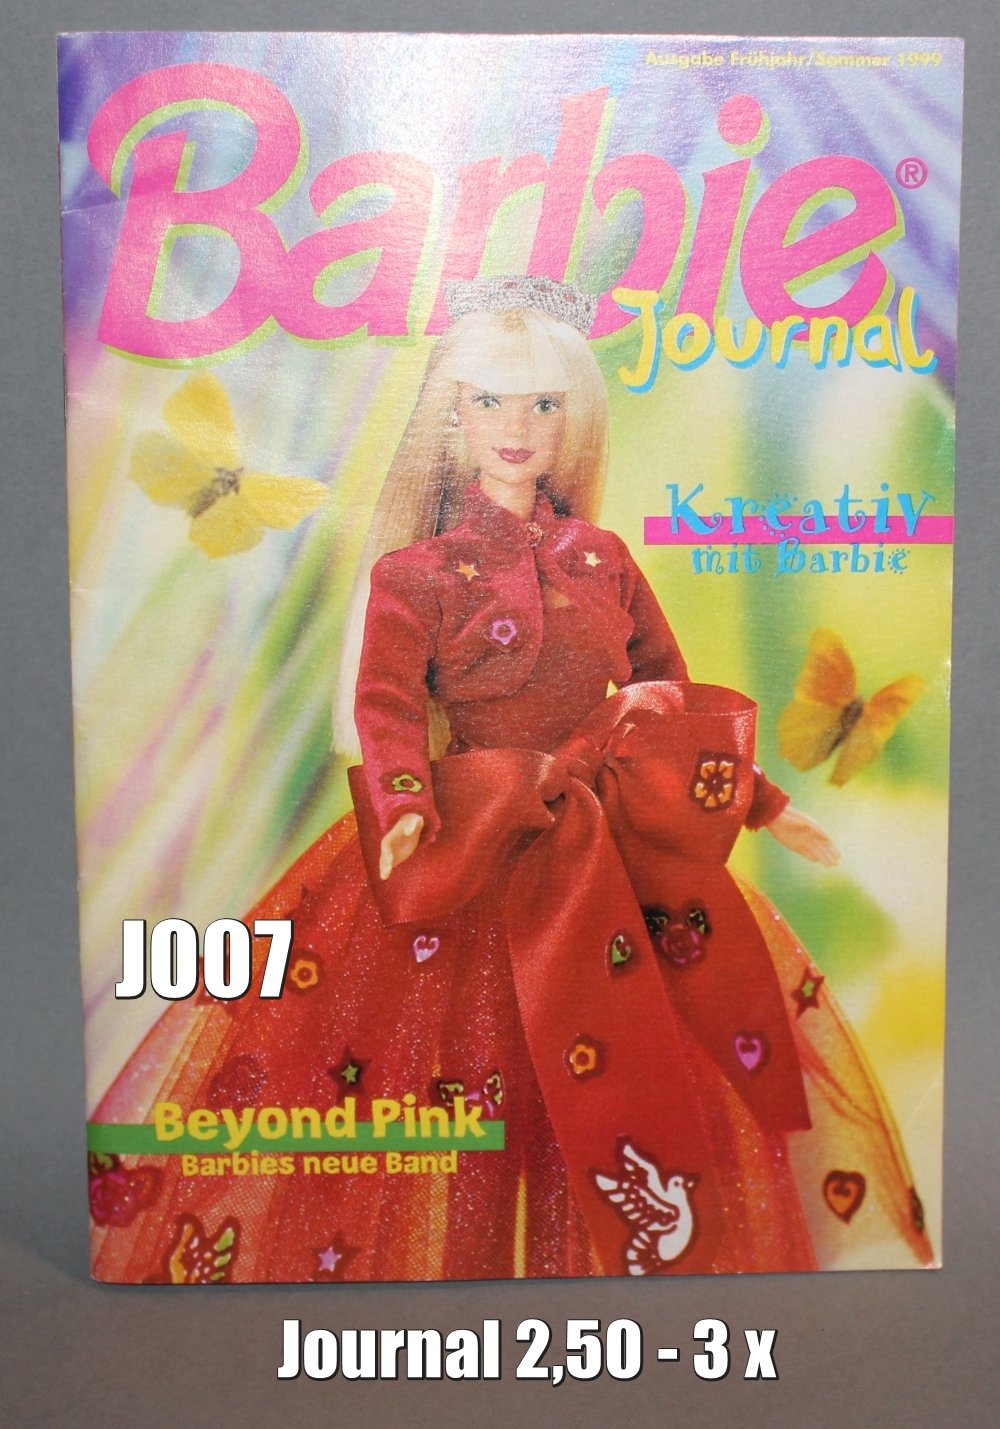 Ausgabe Frühjahr/Sommer 1999
Barbie®
Journal
Kreativ
mit Barbie
J007
Beyond Pink
Barbies neue Band
Journal 2,50 - 3 x